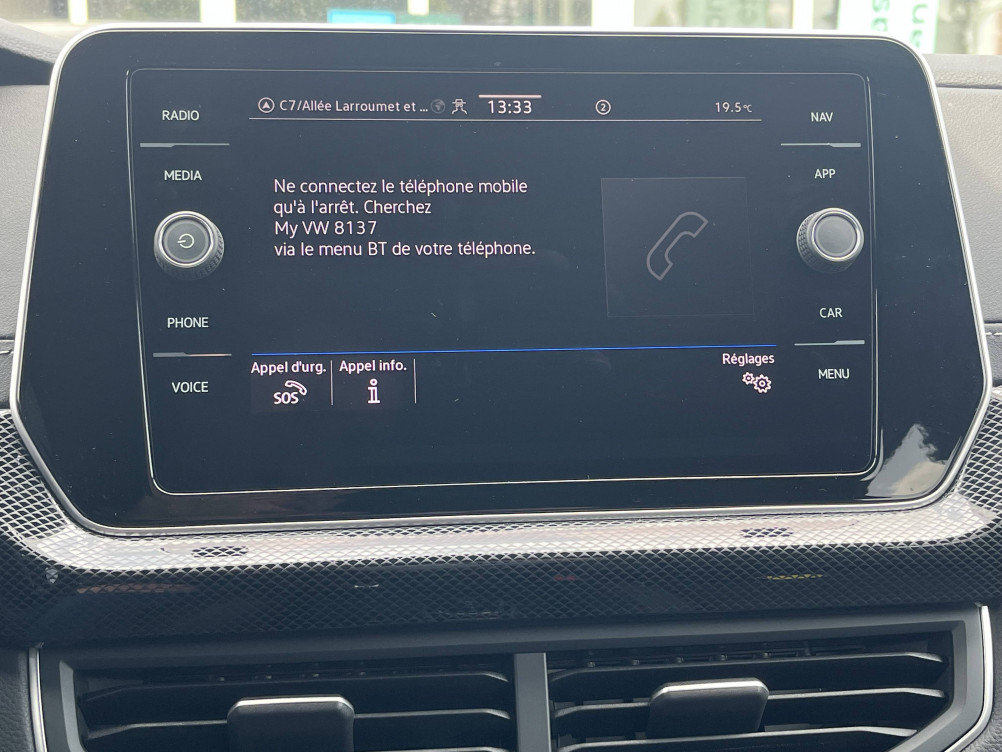 RADIO
MEDIA
PHONE
VOICE
C7/Allée Larroumet et ...
13:33
2
19.5°C
Ne connectez le téléphone mobile
qu'à l'arrêt. Cherchez
My VW 8137
via le menu BT de votre téléphone.
Appel d'urg.
SOS
Appel info.
i
Réglages
NAV
APP
CAR
MENU